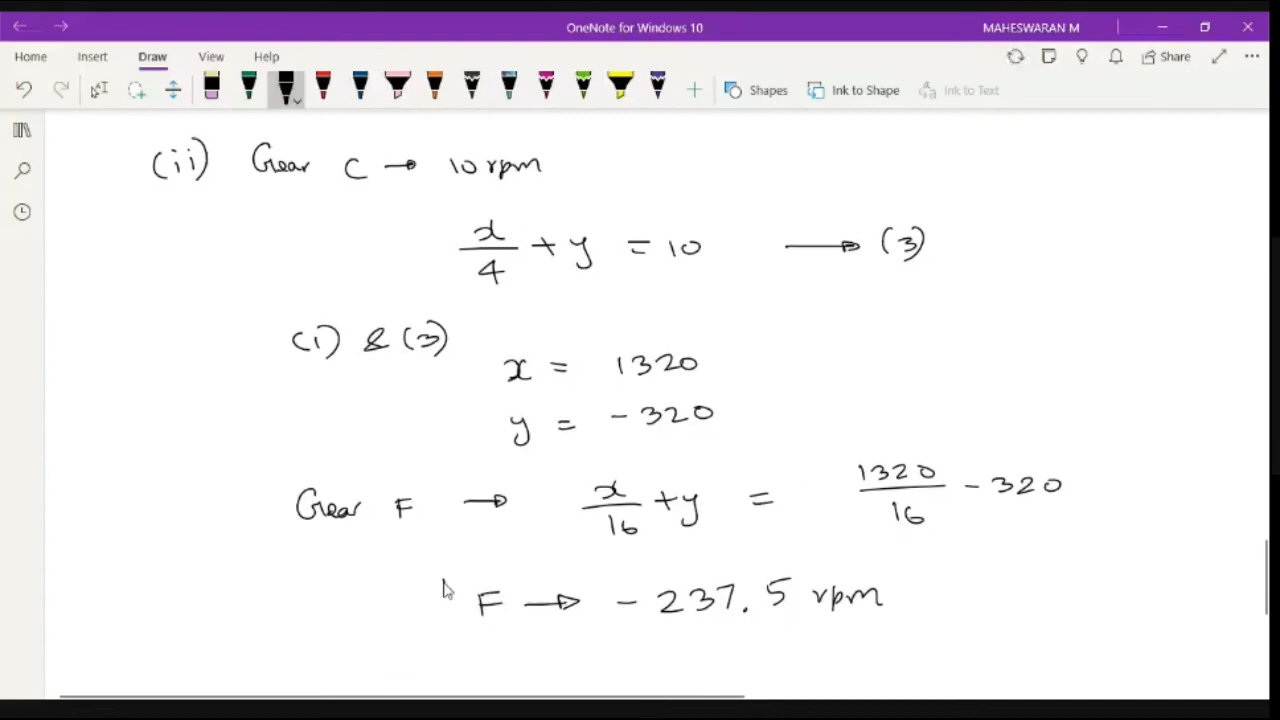 OneNote for Windows 10
MAHESWARAN M
Home Insert Draw View Help
Share
Shapes
Ink to Shape
Ink to Text
(ii) Gear C → 10 rpm
x/4 + y = 10 → (3)
(1) & (3)
x = 1320
y = -320
Gear F → x/16 + y = 1320/16 - 320
F → - 237.5 rpm